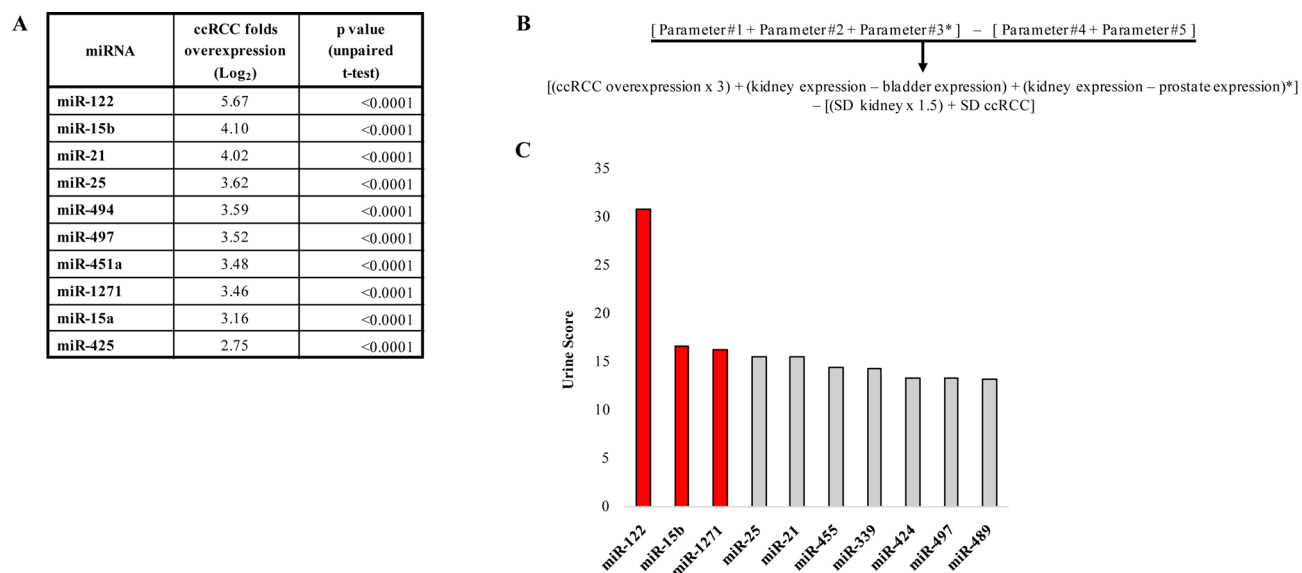 A
miRNA
ccRCC folds
overexpression
(Log2)
p value
(unpaired
t-test)
miR-122 5.67 <0.0001
miR-15b 4.10 <0.0001
miR-21 4.02 <0.0001
miR-25 3.62 <0.0001
miR-494 3.59 <0.0001
miR-497 3.52 <0.0001
miR-451a 3.48 <0.0001
miR-1271 3.46 <0.0001
miR-15a 3.16 <0.0001
miR-425 2.75 <0.0001
B
[ Parameter#1 + Parameter#2 + Parameter#3* ] – [ Parameter#4 + Parameter#5 ]
[(ccRCC overexpression x 3) + (kidney expression – bladder expression) + (kidney expression – prostate expression)*]
– [(SD kidney x 1.5) + SD ccRCC]
C
Urine Score
35
30
25
20
15
10
5
0
miR-122
miR-15b
miR-1271
miR-25
miR-21
miR-455
miR-339
miR-424
miR-497
miR-489